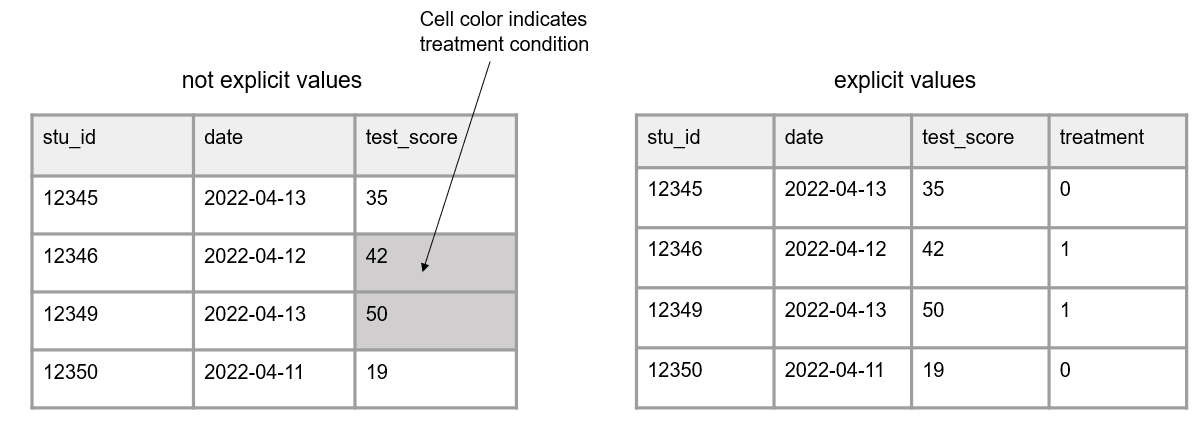 Cell color indicates
treatment condition
not explicit values
stu_id date test_score
12345 2022-04-13 35
12346 2022-04-12 42
12349 2022-04-13 50
12350 2022-04-11 19
explicit values
stu_id date test_score treatment
12345 2022-04-13 35 0
12346 2022-04-12 42 1
12349 2022-04-13 50 1
12350 2022-04-11 19 0